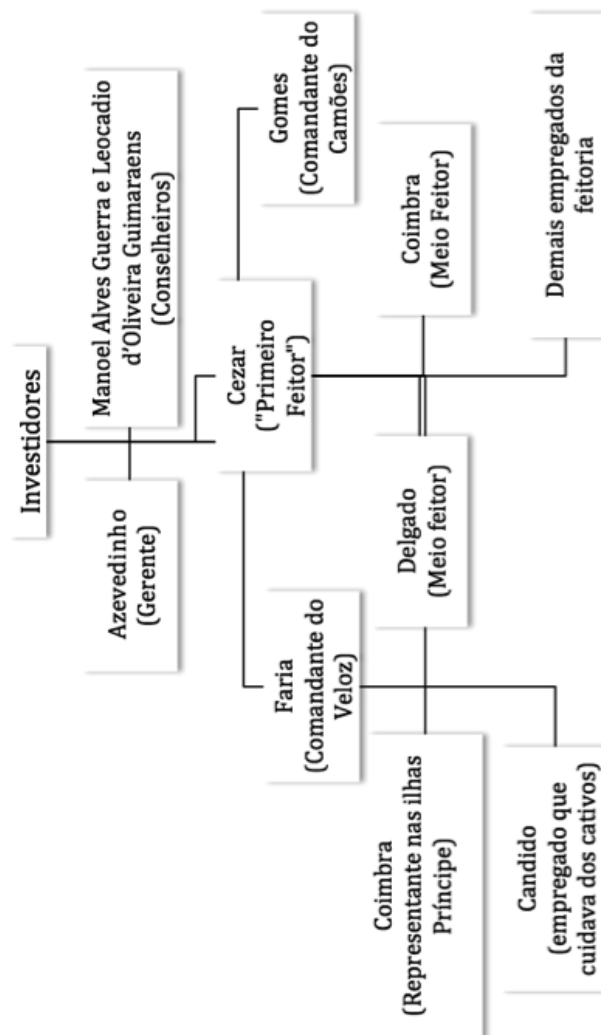 Investidores
Azevedinho
(Gerente)
Manoel Alves Guerra e Leocadio
d'Oliveira Guimaraens
(Conselheiros)
Cezar
("Primeiro
Feitor")
Faria
(Comandante do
Veloz)
Gomes
(Comandante do
Camões)
Coimbra
(Representante nas ilhas
Príncipe)
Delgado
(Meio feitor)
Coimbra
(Meio Feitor)
Candido
(empregado que
cuidava dos cativos)
Demais empregados da
feitoria